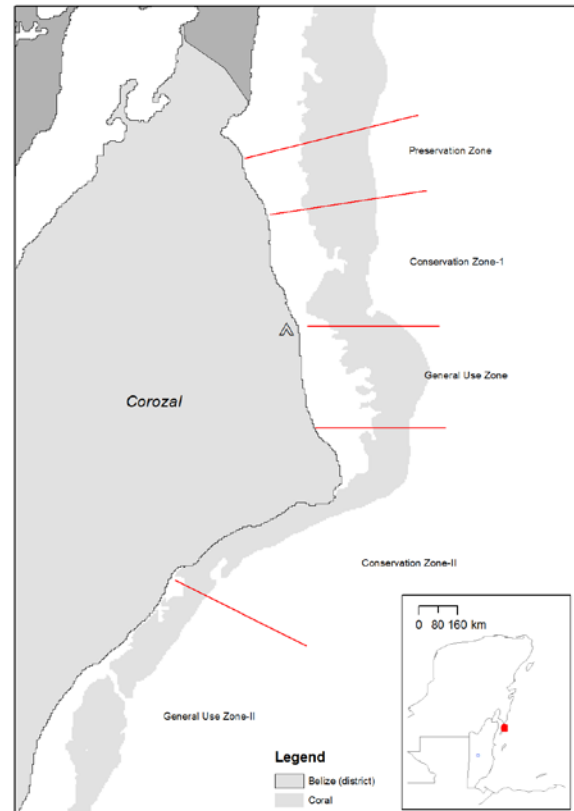 Preservation Zone
Conservation Zone-1
General Use Zone
Corozal
Conservation Zone-II
0 80 160 km
General Use Zone-II
Legend
Belize (district)
Coral